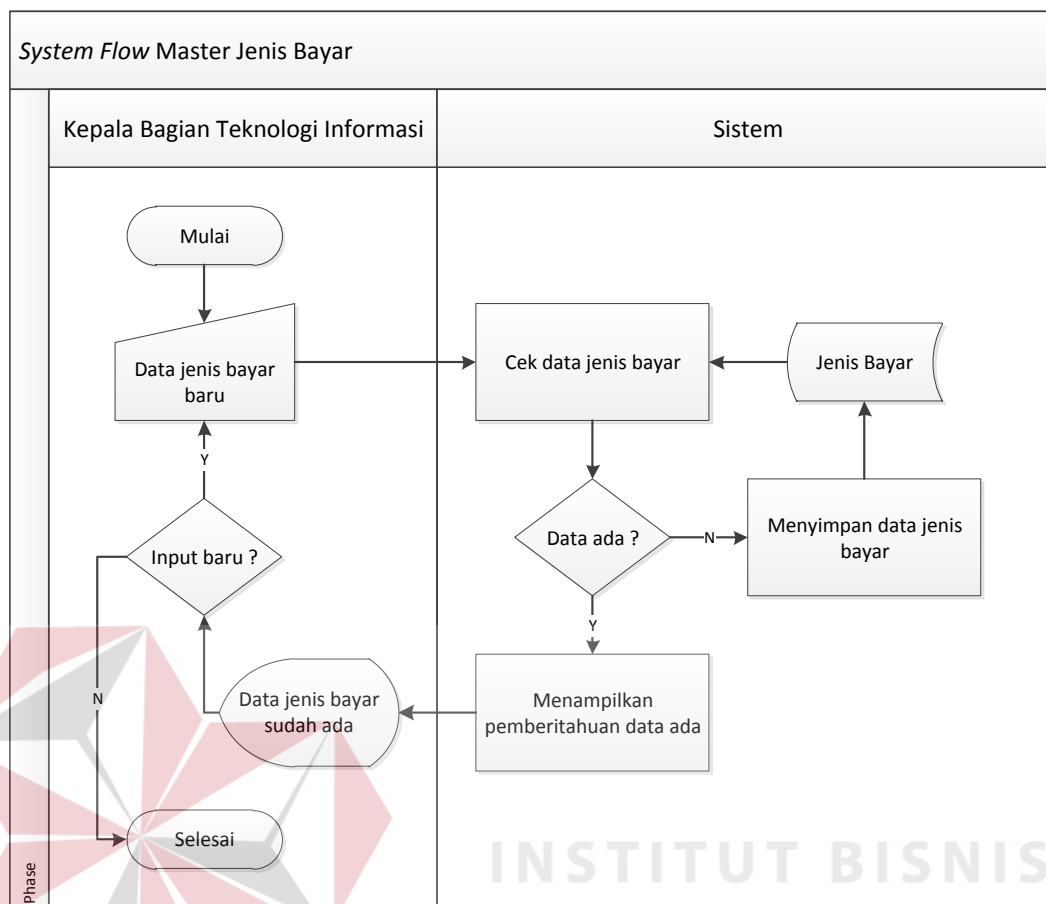 System Flow Master Jenis Bayar
Kepala Bagian Teknologi Informasi
Sistem
Mulai
Data jenis bayar
baru
Cek data jenis bayar
Jenis Bayar
Y
Input baru ?
Data ada ?
N
Menyimpan data jenis
bayar
Y
N
Data jenis bayar
sudah ada
Menampilkan
pemberitahuan data ada
Selesai
Phase
INSTITUT BISNIS